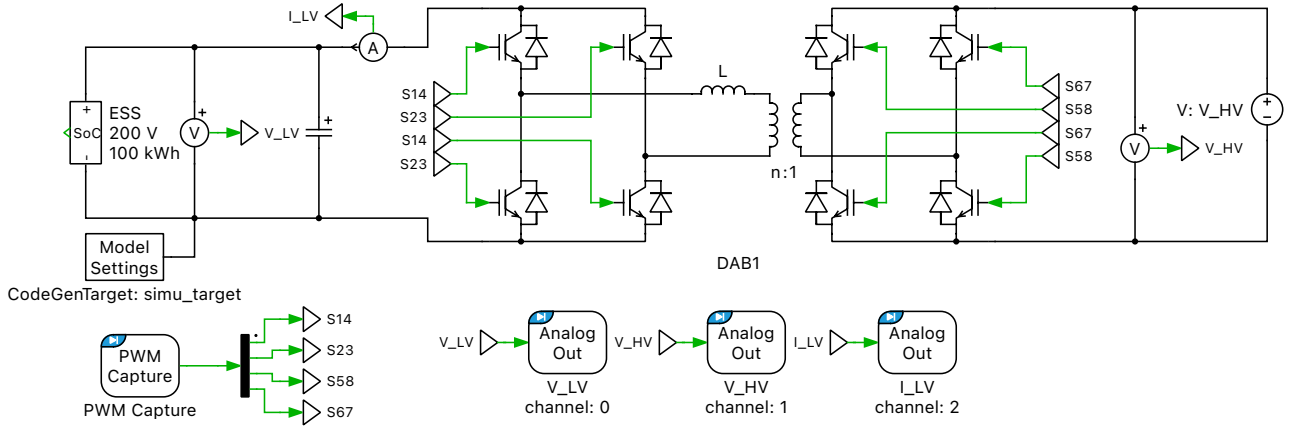 I_LV
A
+
SoC
-
ESS
200 V
100 kWh
+
V
V_LV
+
S14
S23
S14
S23
L
n:1
S67
S58
S67
S58
+
V
V_HV
V: V_HV
+
−
Model
Settings
CodeGenTarget: simu_target
DAB1
PWM
Capture
PWM Capture
S14
S23
S58
S67
V_LV
Analog
Out
V_LV
channel: 0
V_HV
Analog
Out
V_HV
channel: 1
I_LV
Analog
Out
I_LV
channel: 2